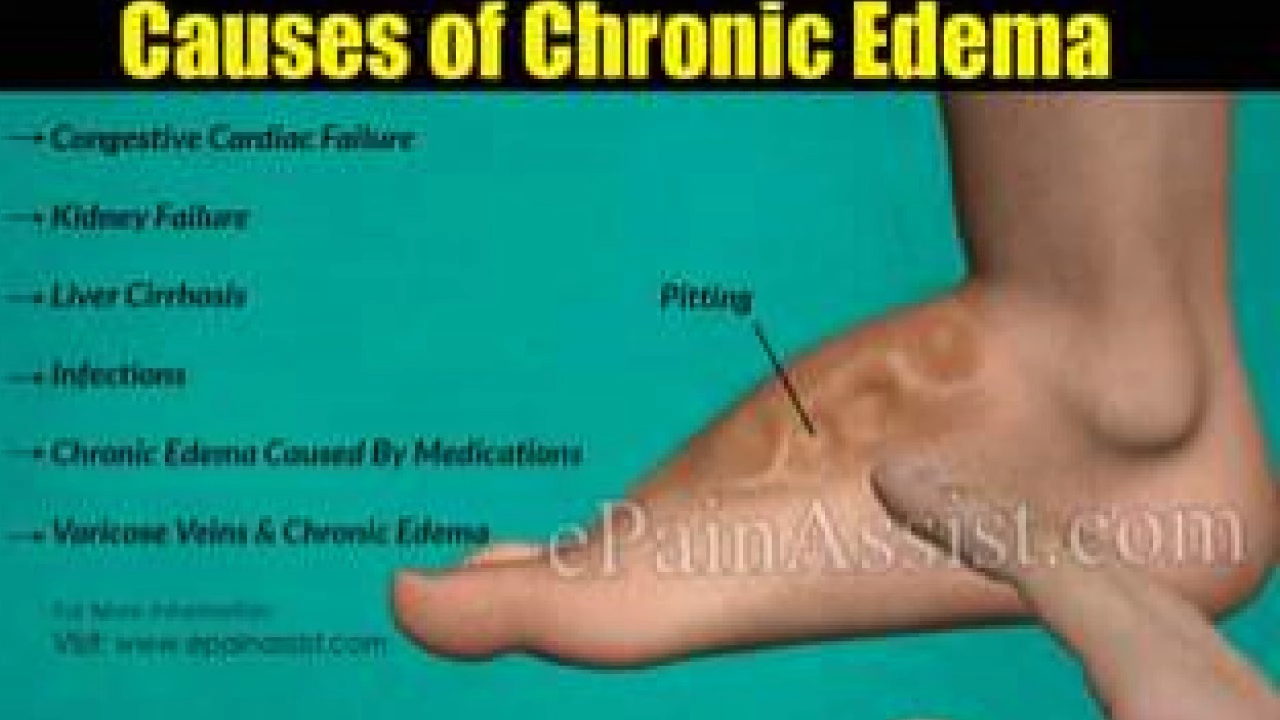 Causes of Chronic Edema
Congestive Cardiac Failure
Kidney Failure
Liver Cirrhosis
Pitting
Infections
Chronic Edema Caused By Medications
Varicose Veins & Chronic Edema
ePainAssist.com
For More Information
Visit: www.epainassist.com